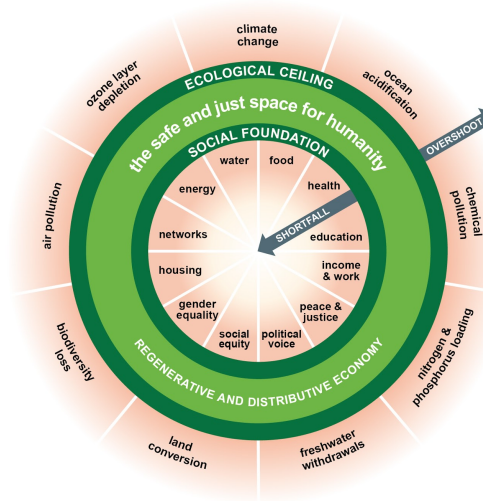 climate
change
ocean
acidification
chemical
pollution
nitrogen &
phosphorus loading
freshwater
withdrawals
land
conversion
biodiversity
loss
air pollution
ozone layer
depletion
ECOLOGICAL CEILING
the safe and just space for humanity
SOCIAL FOUNDATION
OVERSHOOT
SHORTFALL
water
food
health
education
income
& work
peace &
justice
political
voice
social
equity
gender
equality
housing
networks
energy
REGENERATIVE AND DISTRIBUTIVE ECONOMY